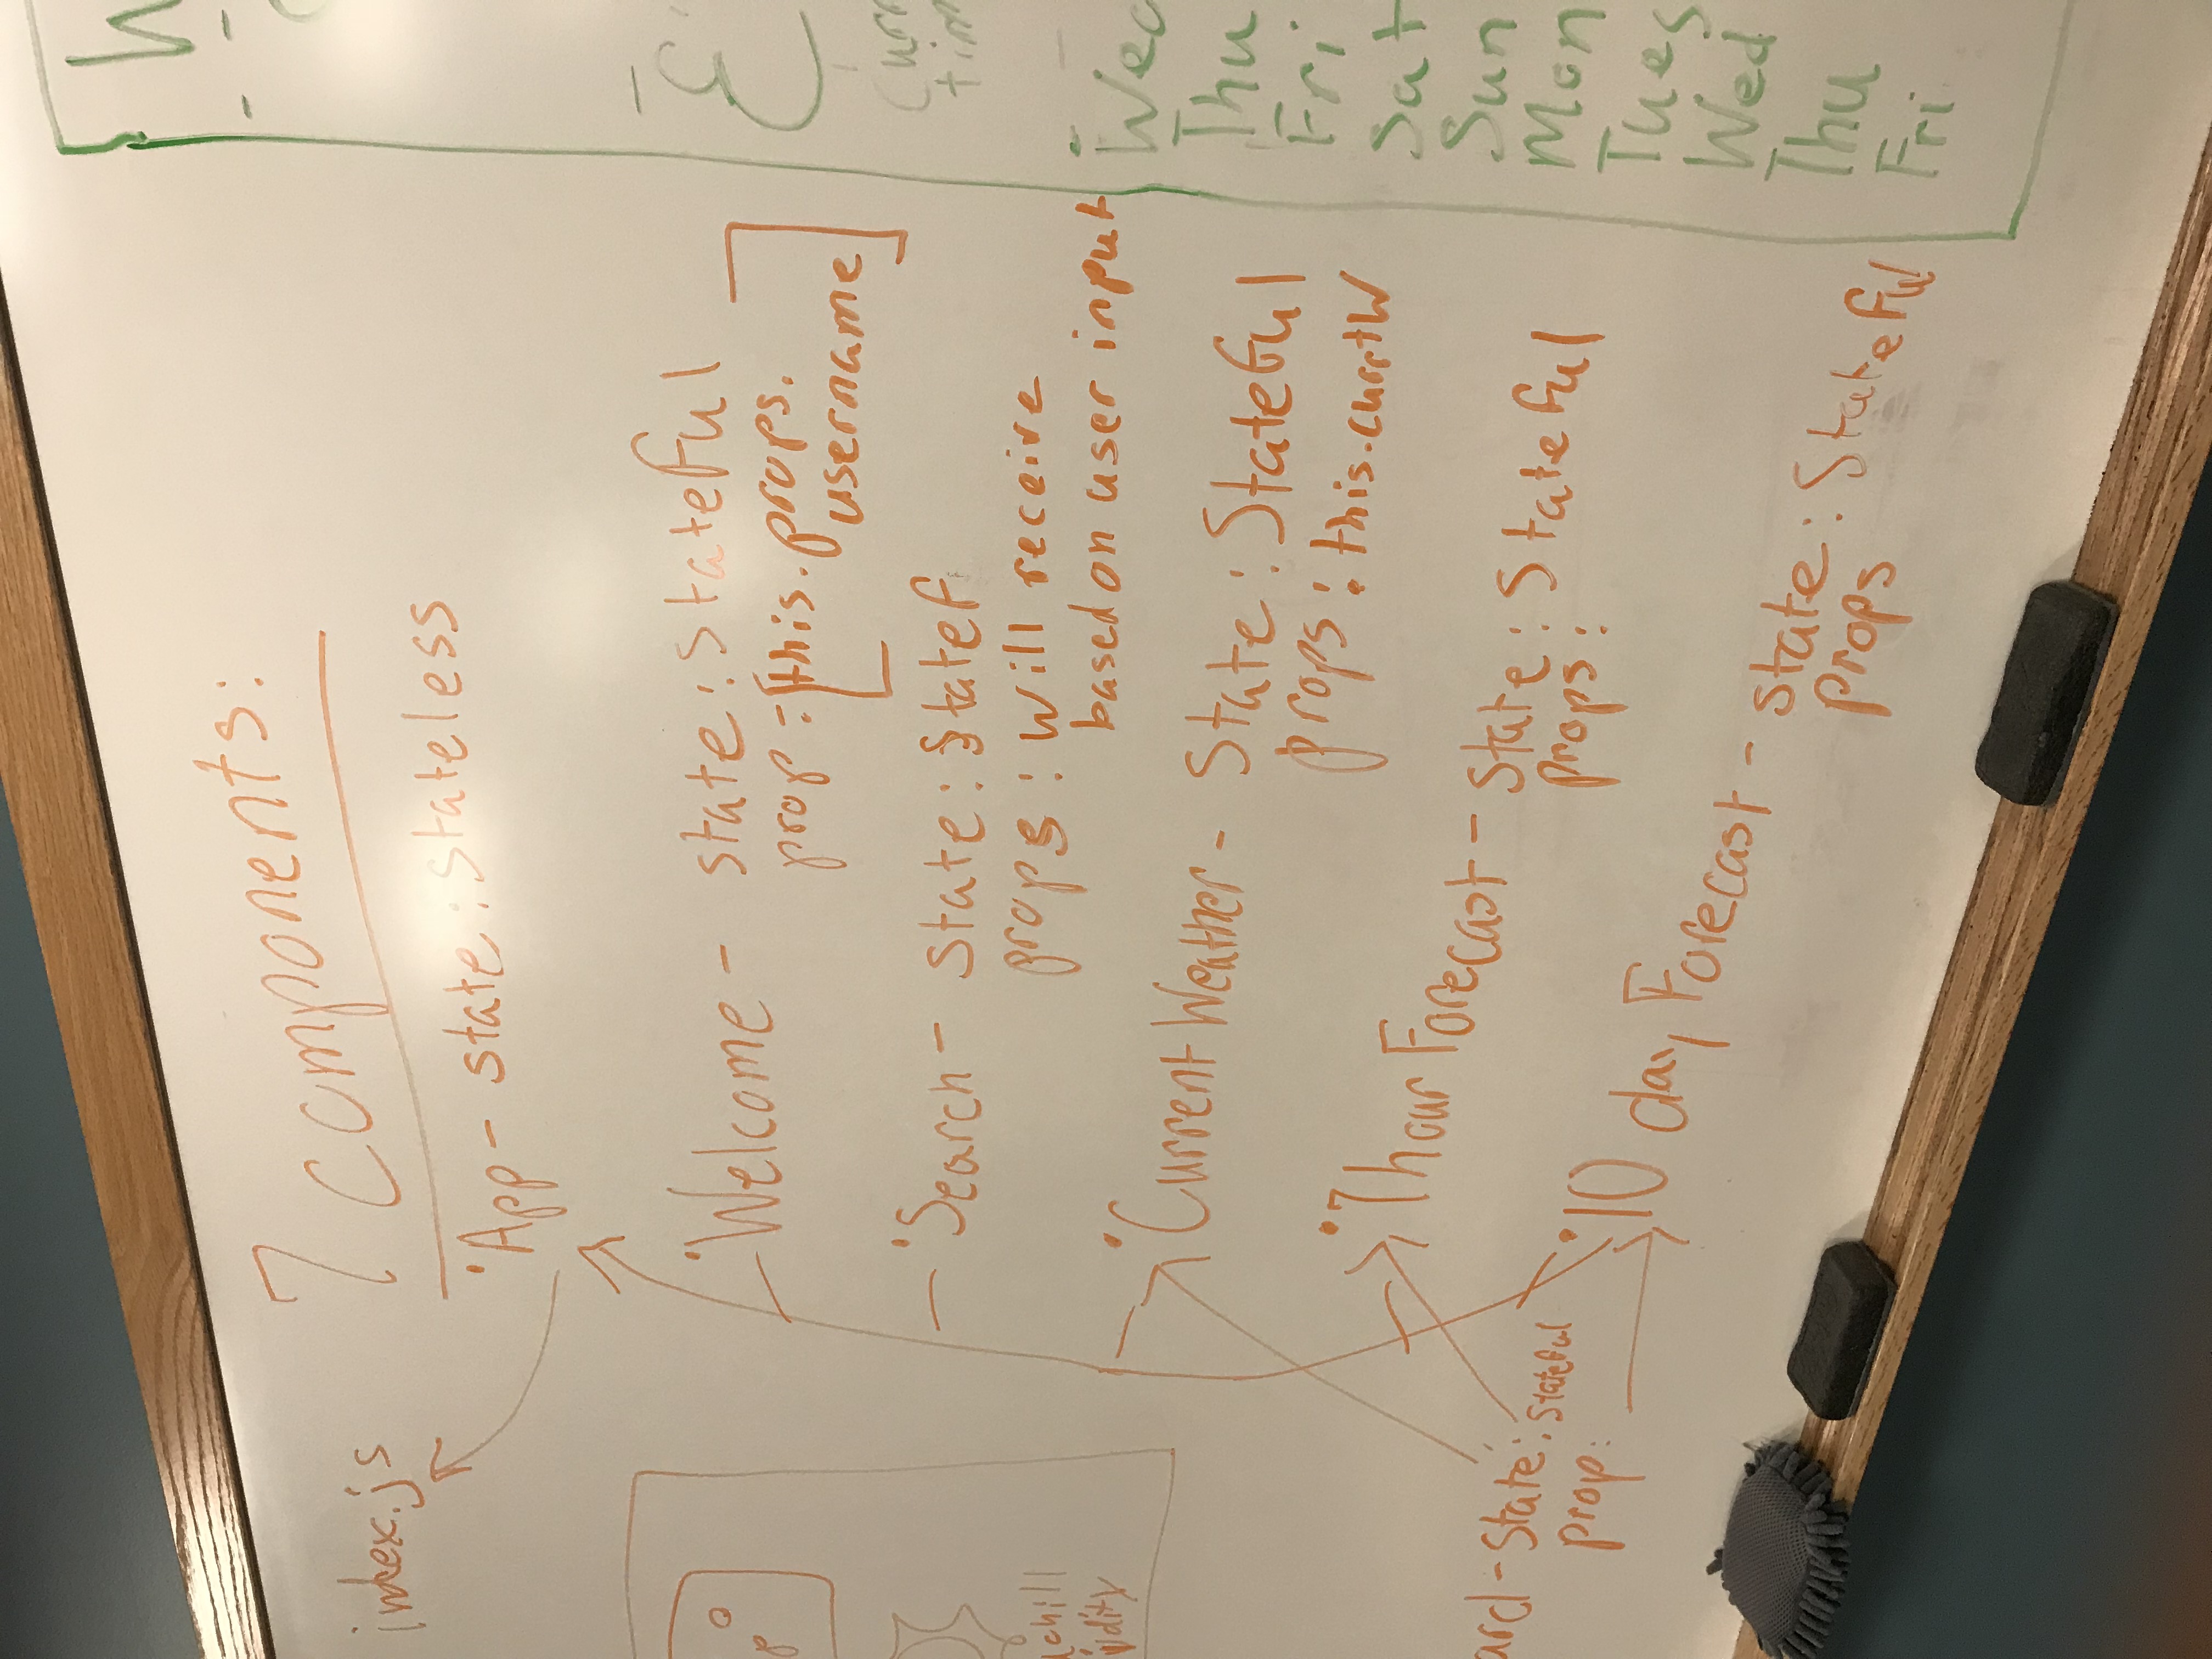 7 components:
index.js
• App - state: Stateless
• Welcome - state: Stateful
prop: [this.props.
username]
• Search - state: Statef
props: will receive
based on user input
• Current Weather - State: Stateful
props: this.currtW
• 7 hour Forecast - state: Stateful
props:
ard - State: Stateful
prop:
• 10 day Forecast - state: Stateful
props
chill
idity
W
Curr
tim
Wed
Thu
Fri
Sat
Sun
Mon
Tues
Wed
Thu
Fri